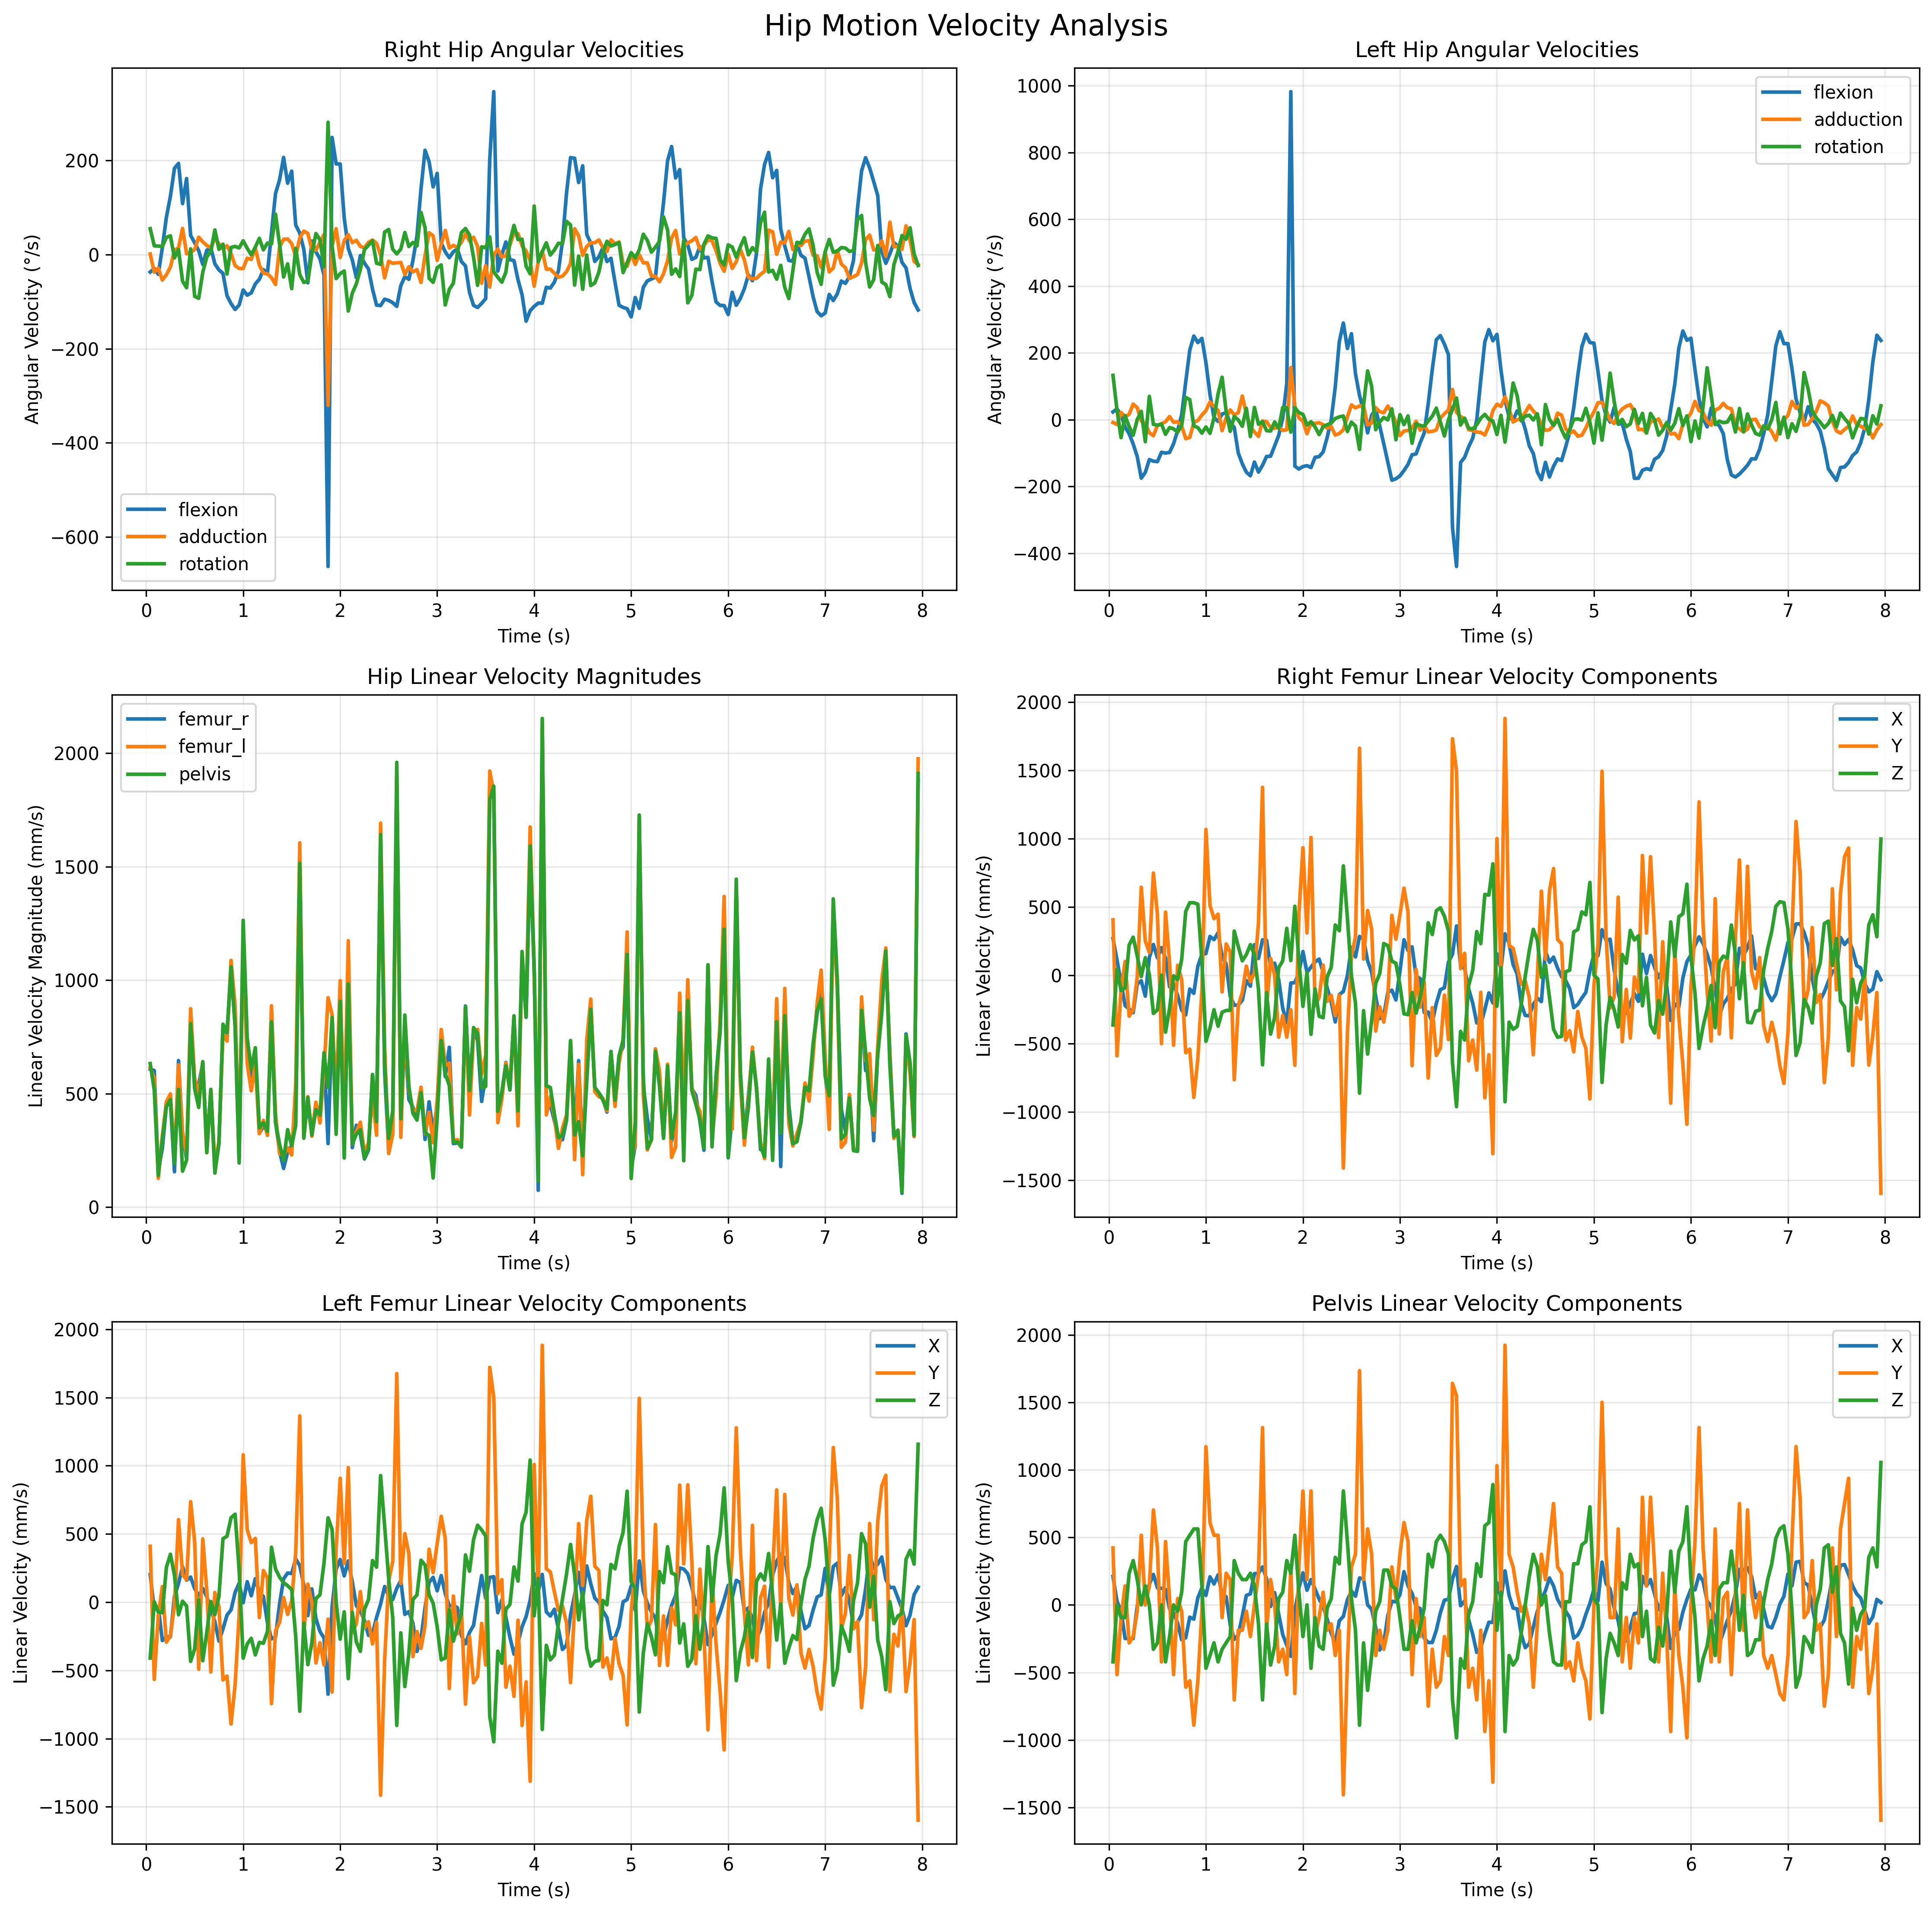 Hip Motion Velocity Analysis
Right Hip Angular Velocities
Angular Velocity (°/s)
200
0
−200
−400
−600
flexion
adduction
rotation
0 1 2 3 4 5 6 7 8
Time (s)
Left Hip Angular Velocities
Angular Velocity (°/s)
1000
800
600
400
200
0
−200
−400
flexion
adduction
rotation
0 1 2 3 4 5 6 7 8
Time (s)
Hip Linear Velocity Magnitudes
Linear Velocity Magnitude (mm/s)
2000
1500
1000
500
0
femur_r
femur_l
pelvis
0 1 2 3 4 5 6 7 8
Time (s)
Right Femur Linear Velocity Components
Linear Velocity (mm/s)
2000
1500
1000
500
0
−500
−1000
−1500
X
Y
Z
0 1 2 3 4 5 6 7 8
Time (s)
Left Femur Linear Velocity Components
Linear Velocity (mm/s)
2000
1500
1000
500
0
−500
−1000
−1500
X
Y
Z
0 1 2 3 4 5 6 7 8
Time (s)
Pelvis Linear Velocity Components
Linear Velocity (mm/s)
2000
1500
1000
500
0
−500
−1000
−1500
X
Y
Z
0 1 2 3 4 5 6 7 8
Time (s)